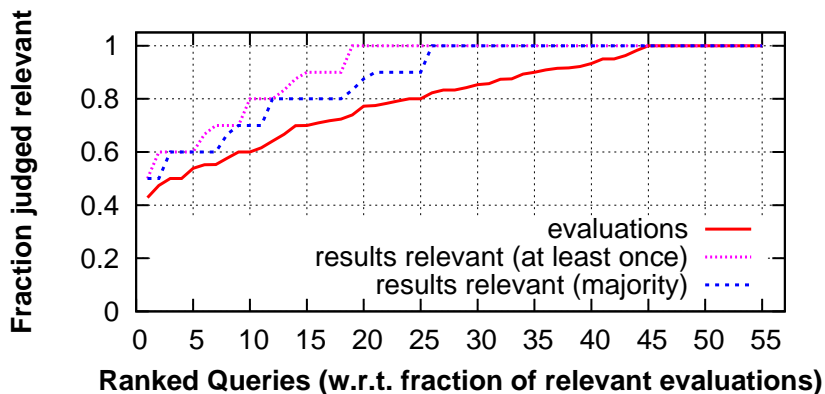 Fraction judged relevant
1
0.8
0.6
0.4
0.2
0
evaluations
results relevant (at least once)
results relevant (majority)
0 5 10 15 20 25 30 35 40 45 50 55
Ranked Queries (w.r.t. fraction of relevant evaluations)